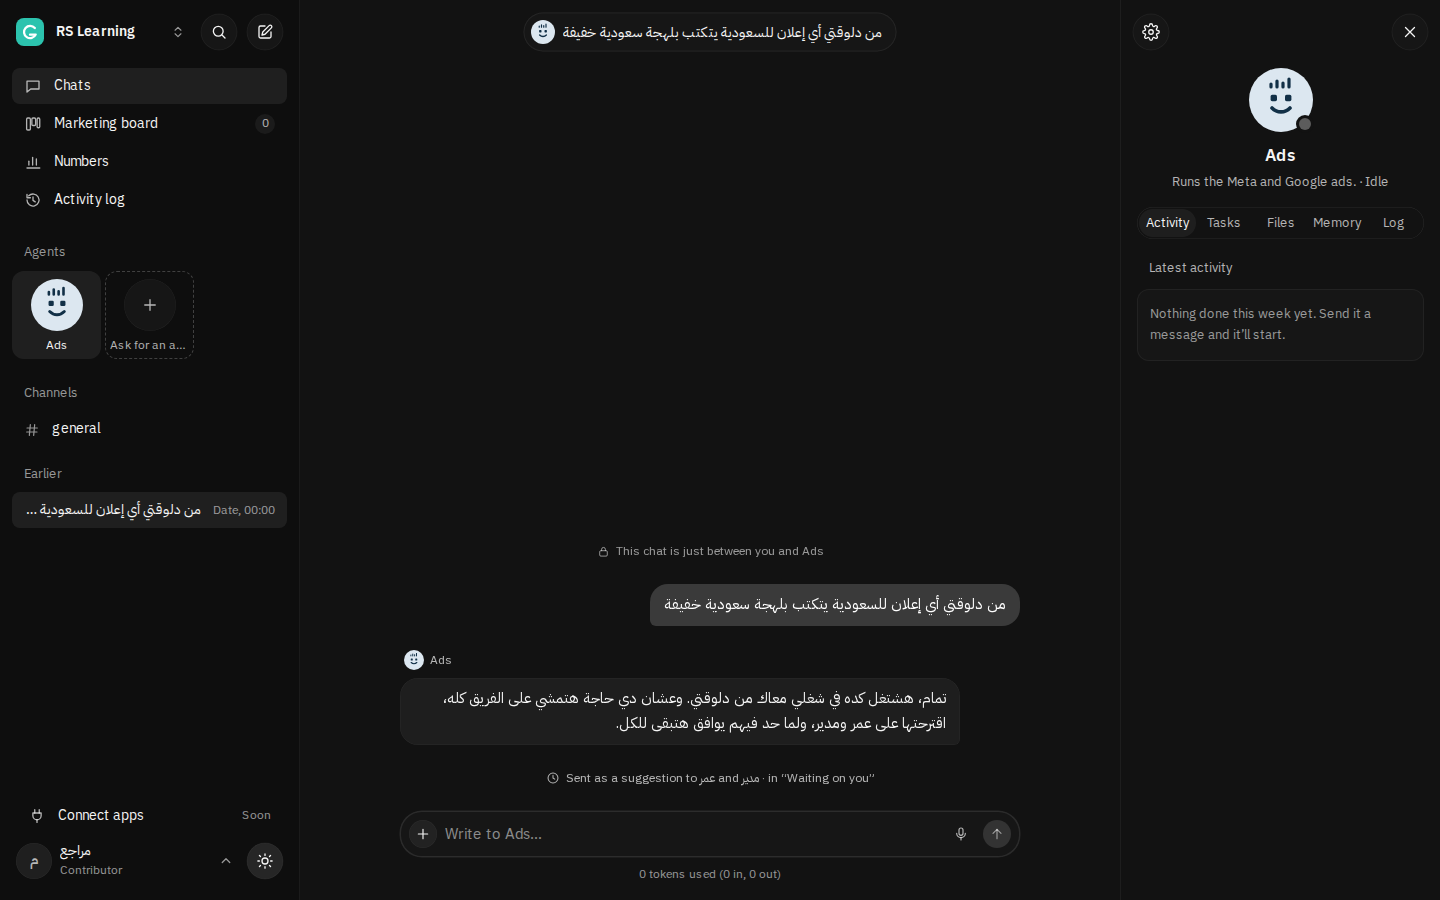 RS Learning
Chats
Marketing board 0
Numbers
Activity log
Agents
Ads
Ask for an a...
Channels
general
Earlier
من دلوقتي أي إعلان للسعودية ... Date, 00:00
Connect apps Soon
م
مراجع
Contributor
من دلوقتي أي إعلان للسعودية يتكتب بلهجة سعودية خفيفة
This chat is just between you and Ads
من دلوقتي أي إعلان للسعودية يتكتب بلهجة سعودية خفيفة
Ads
تمام، هشتغل كده في شغلي معاك من دلوقتي. وعشان دي حاجة هتمشي على الفريق كله،
اقترحتها على عمر ومدير، ولما حد فيهم يوافق هتبقى للكل.
Sent as a suggestion to عمر and مدير · in “Waiting on you”
Write to Ads...
0 tokens used (0 in, 0 out)
Ads
Runs the Meta and Google ads. · Idle
Activity Tasks Files Memory Log
Latest activity
Nothing done this week yet. Send it a
message and it’ll start.